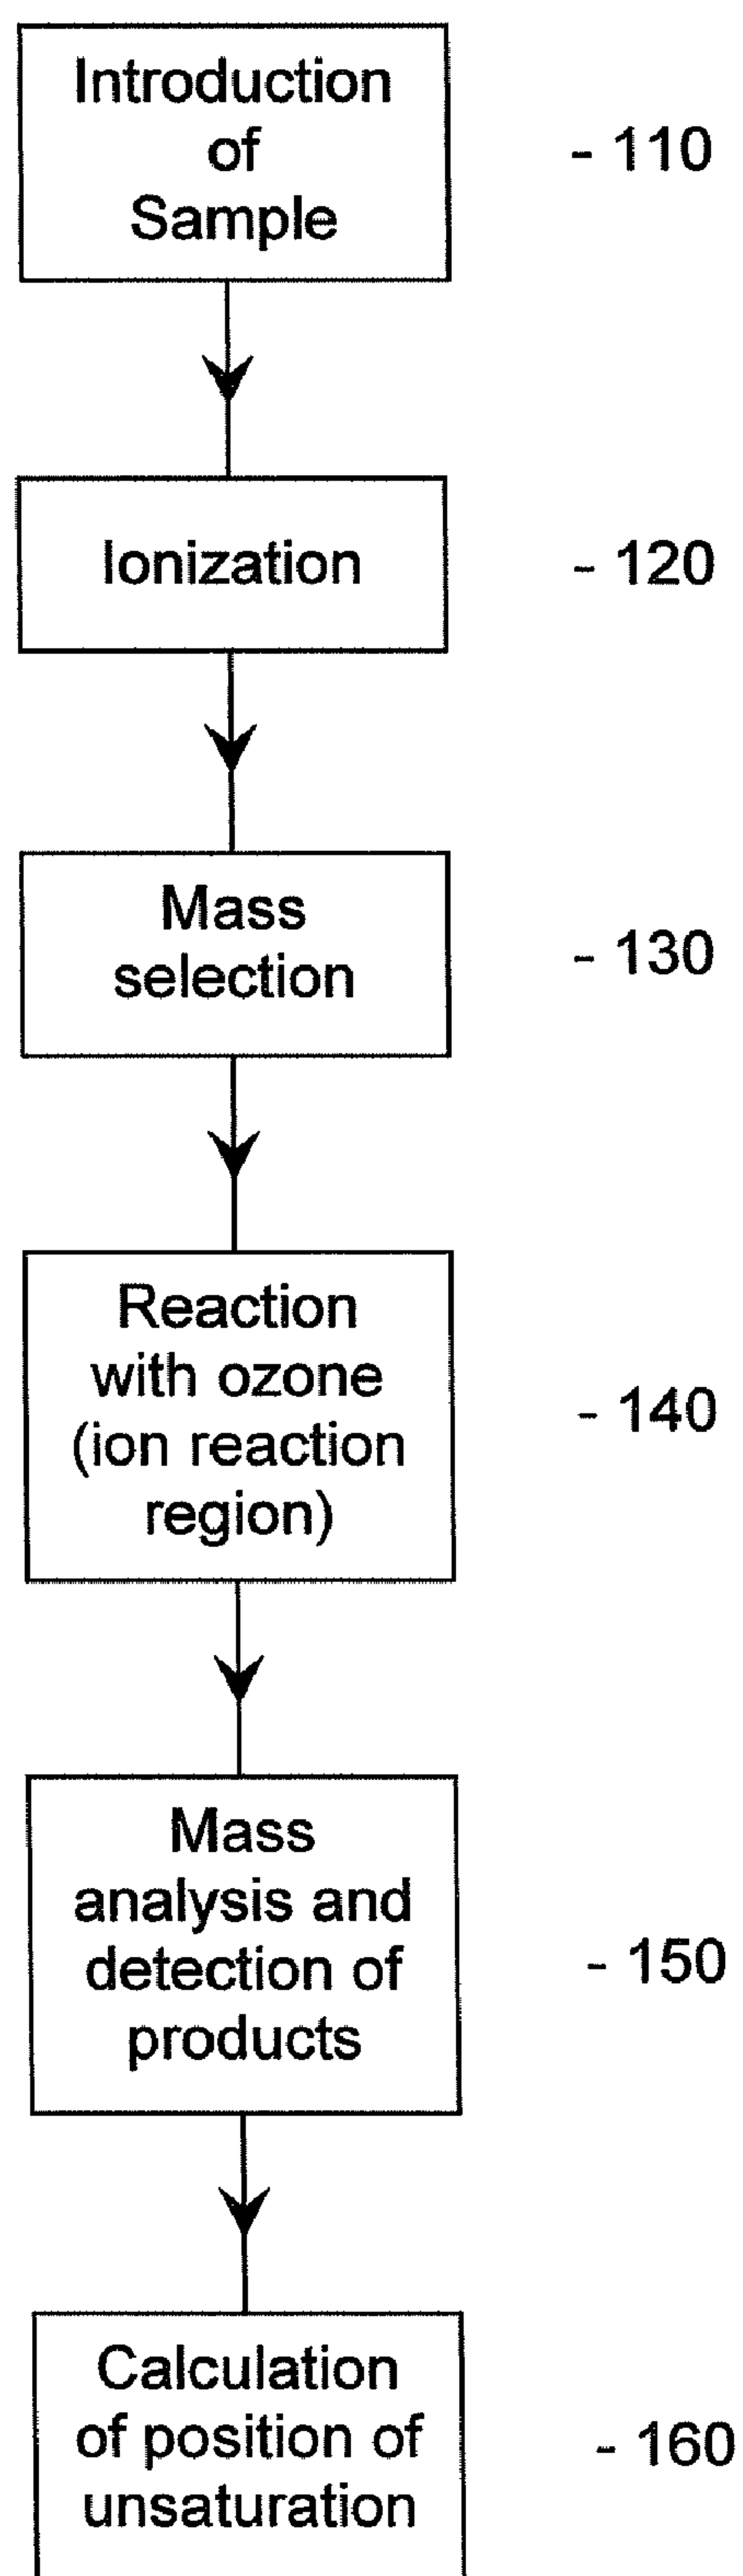 Introduction
of
Sample
- 110
Ionization
- 120
Mass
selection
- 130
Reaction
with ozone
(ion reaction
region)
- 140
Mass
analysis and
detection of
products
- 150
Calculation
of position of
unsaturation
- 160